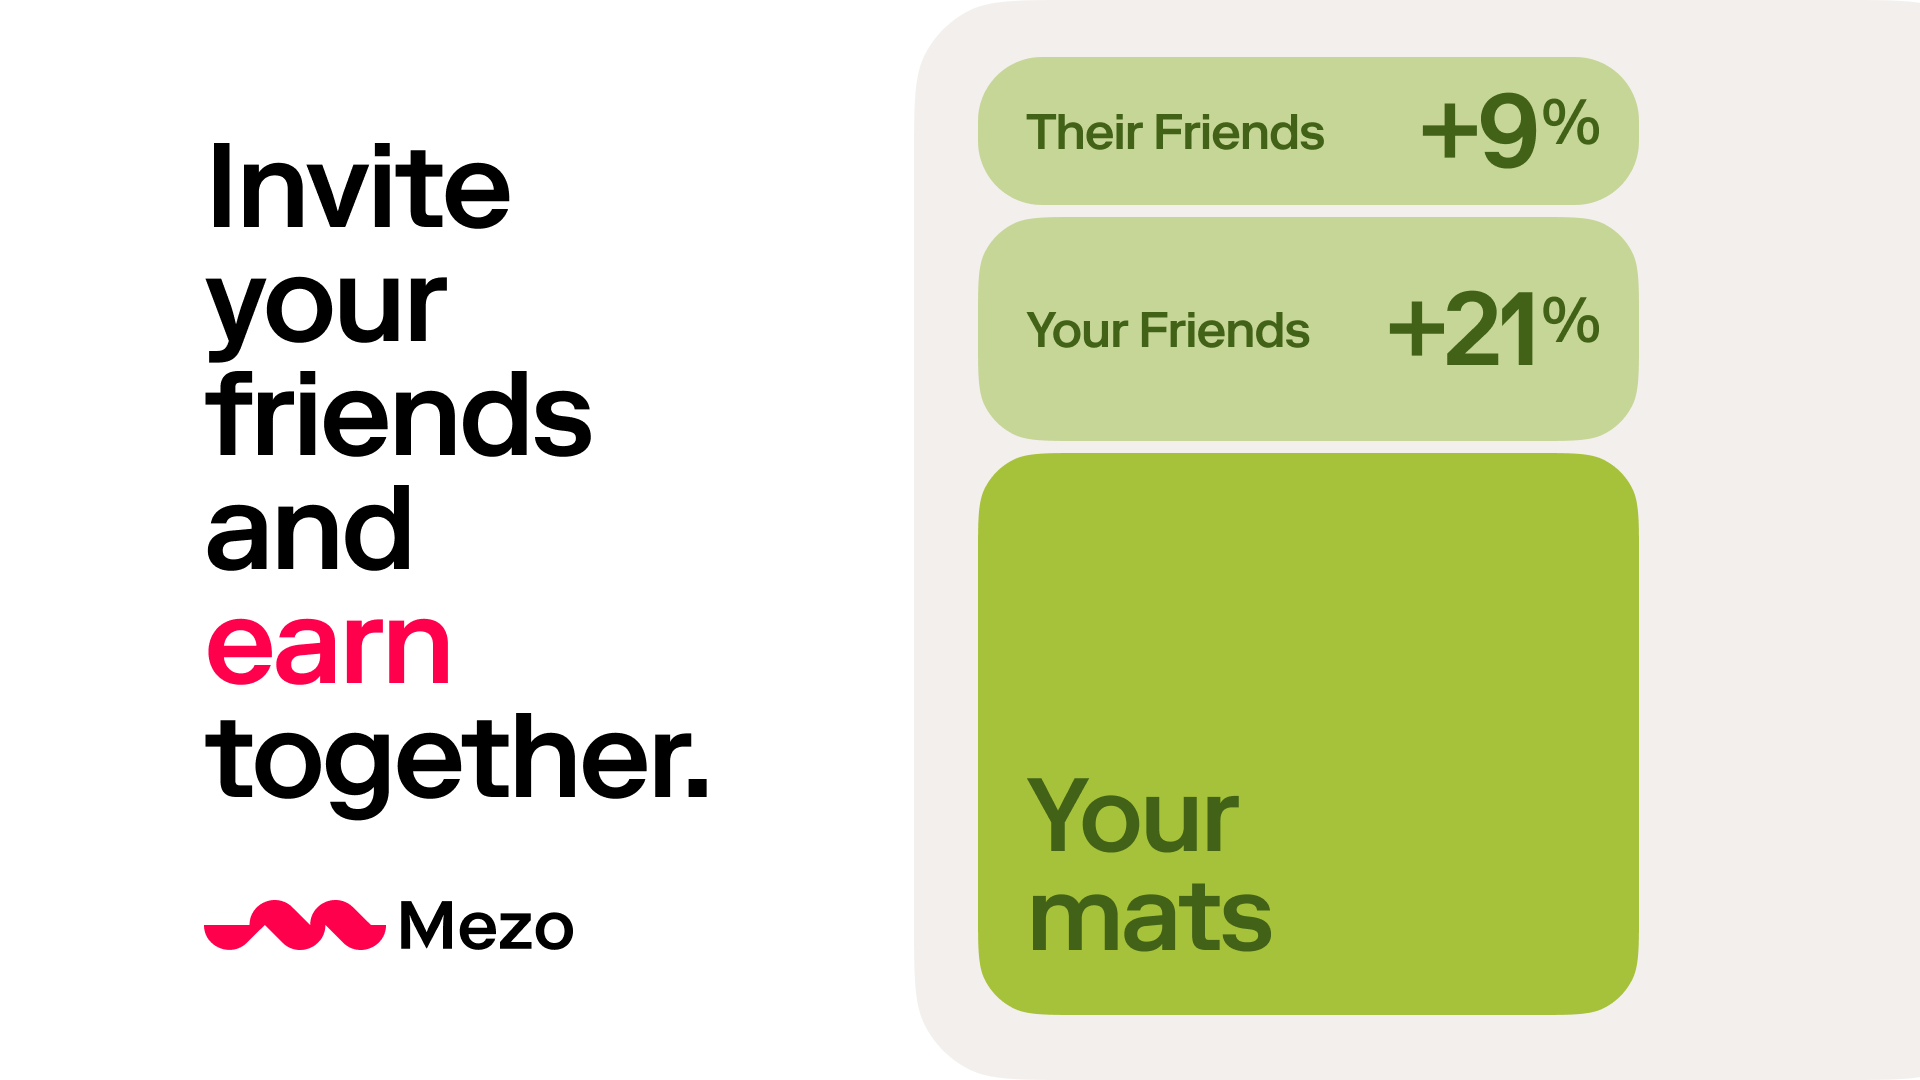 Invite
your
friends
and
earn
together.
Mezo
Their Friends +9%
Your Friends +21%
Your
mats